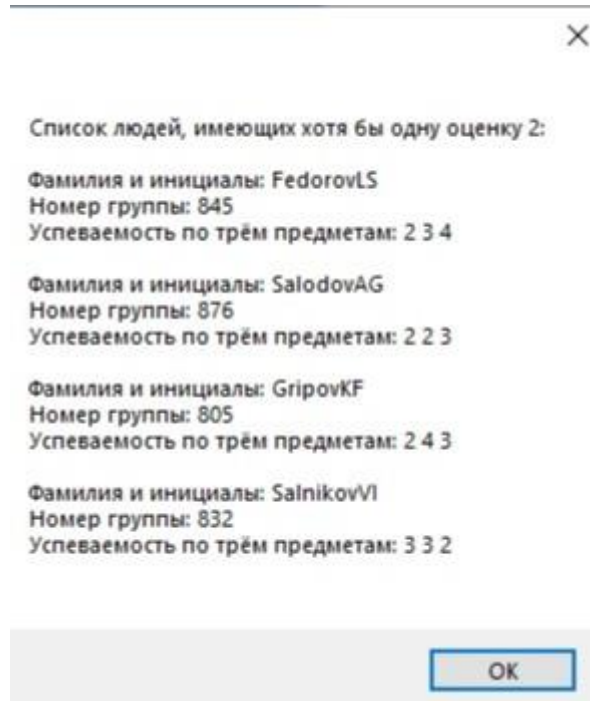 Список людей, имеющих хотя бы одну оценку 2:
Фамилия и инициалы: FedorovLS
Номер группы: 845
Успеваемость по трём предметам: 2 3 4
Фамилия и инициалы: SalodovAG
Номер группы: 876
Успеваемость по трём предметам: 2 2 3
Фамилия и инициалы: GripovKF
Номер группы: 805
Успеваемость по трём предметам: 2 4 3
Фамилия и инициалы: SalnikovVI
Номер группы: 832
Успеваемость по трём предметам: 3 3 2
OK